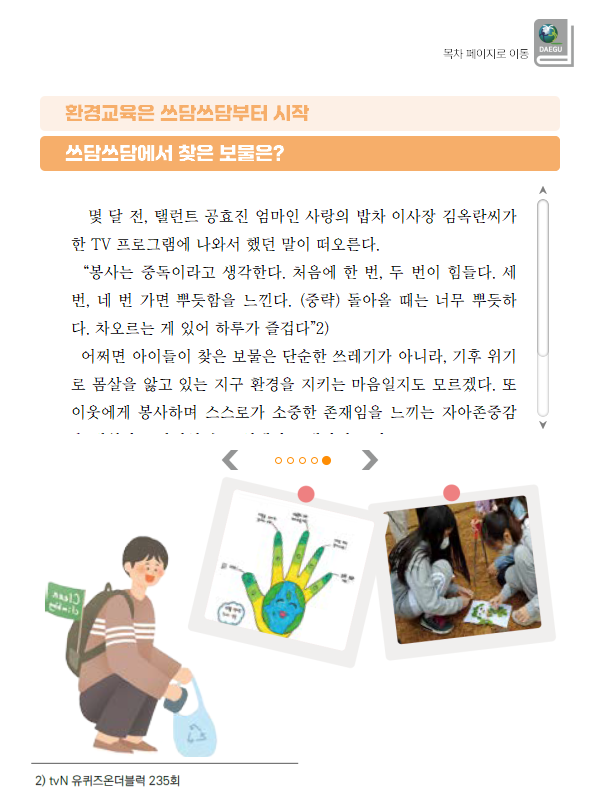 목차 페이지로 이동
DAEGU
환경교육은 쓰담쓰담부터 시작
쓰담쓰담에서 찾은 보물은?
몇 달 전, 탤런트 공효진 엄마인 사랑의 밥차 이사장 김옥란씨가
한 TV 프로그램에 나와서 했던 말이 떠오른다.
“봉사는 중독이라고 생각한다. 처음에 한 번, 두 번이 힘들다. 세
번, 네 번 가면 뿌듯함을 느낀다. (중략) 돌아올 때는 너무 뿌듯하
다. 차오르는 게 있어 하루가 즐겁다”2)
어쩌면 아이들이 찾은 보물은 단순한 쓰레기가 아니라, 기후 위기
로 몸살을 앓고 있는 지구 환경을 지키는 마음일지도 모르겠다. 또
이웃에게 봉사하며 스스로가 소중한 존재임을 느끼는 자아존중감
Clean
climbing
2) tvN 유퀴즈온더블럭 235회